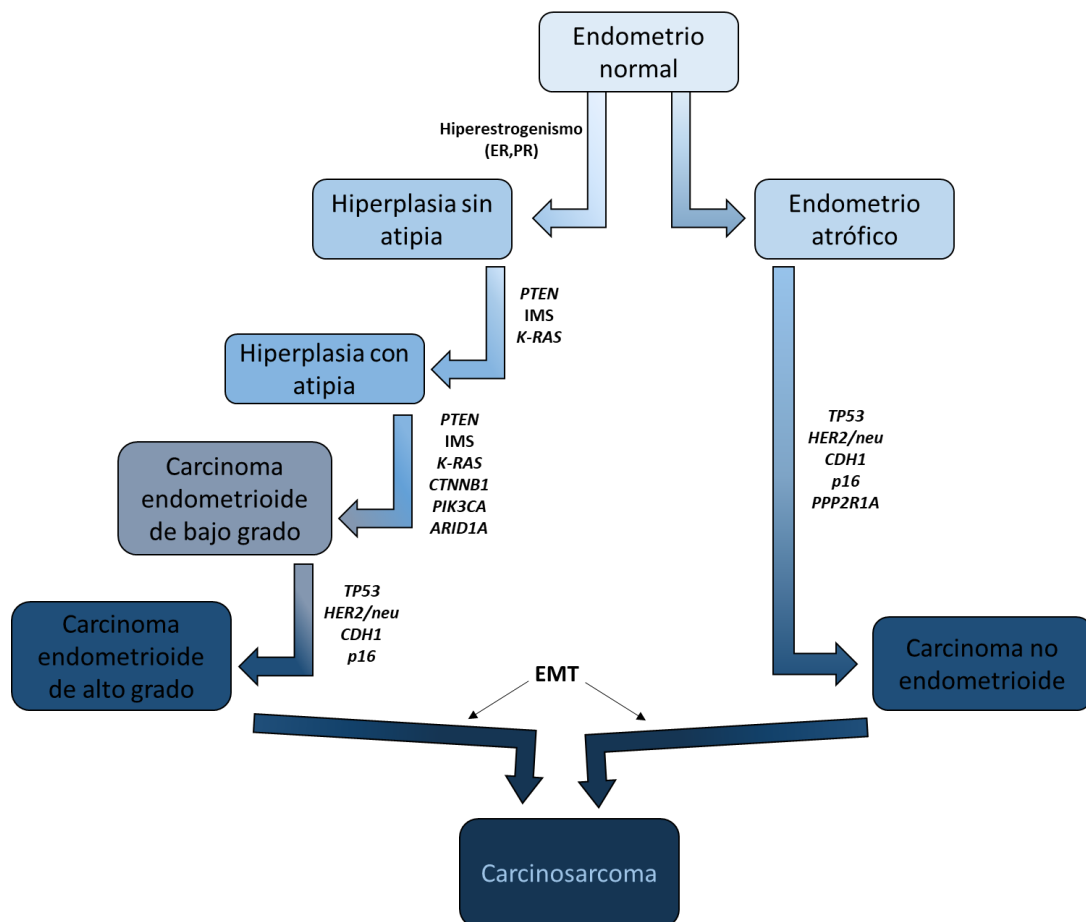 Endometrio
normal
Hiperestrogenismo
(ER,PR)
Hiperplasia sin
atipia
Endometrio
atrófico
PTEN
IMS
K-RAS
Hiperplasia con
atipia
PTEN
IMS
K-RAS
CTNNB1
PIK3CA
ARID1A
TP53
HER2/neu
CDH1
p16
PPP2R1A
Carcinoma
endometrioide
de bajo grado
TP53
HER2/neu
CDH1
p16
Carcinoma
endometrioide
de alto grado
Carcinoma no
endometrioide
EMT
Carcinosarcoma